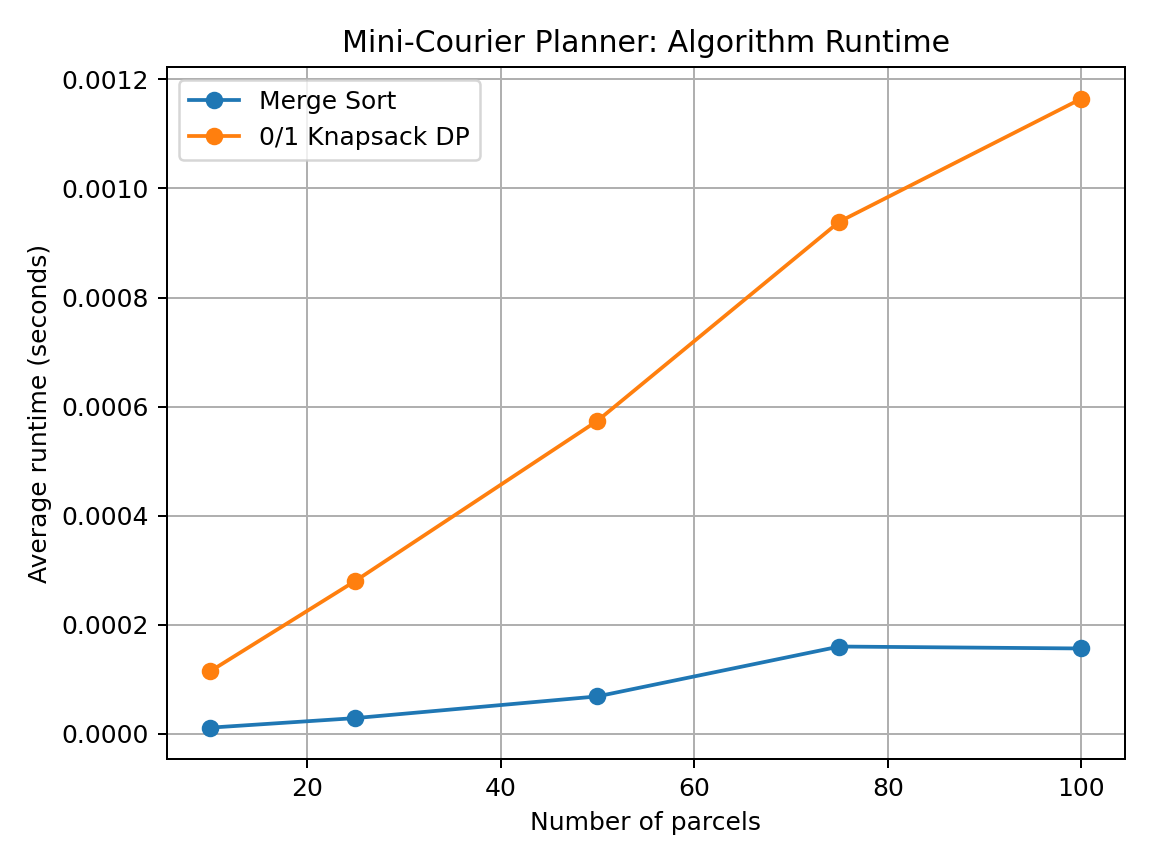 Mini-Courier Planner: Algorithm Runtime
Merge Sort
0/1 Knapsack DP
Average runtime (seconds)
0.0012
0.0010
0.0008
0.0006
0.0004
0.0002
0.0000
20 40 60 80 100
Number of parcels